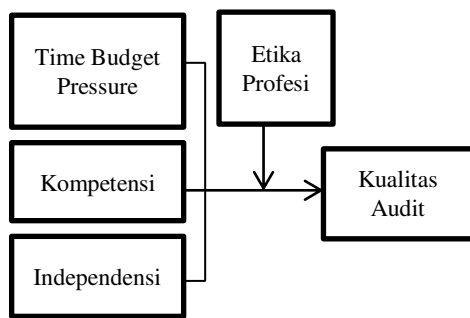 Time Budget
Pressure
Etika
Profesi
Kompetensi
Kualitas
Audit
Independensi